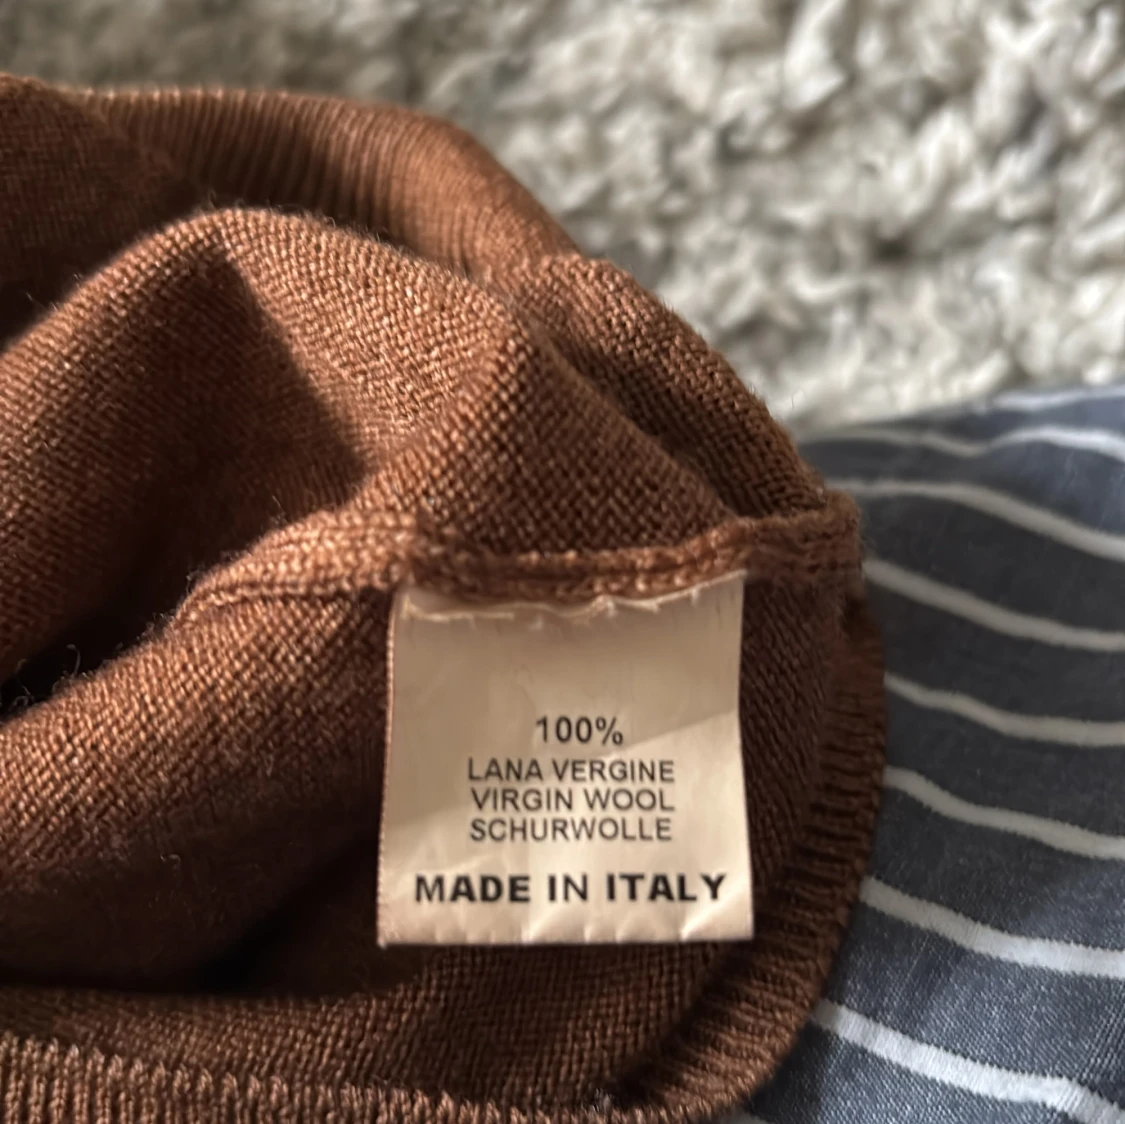 100%
LANA VERGINE
VIRGIN WOOL
SCHURWOLLE
MADE IN ITALY